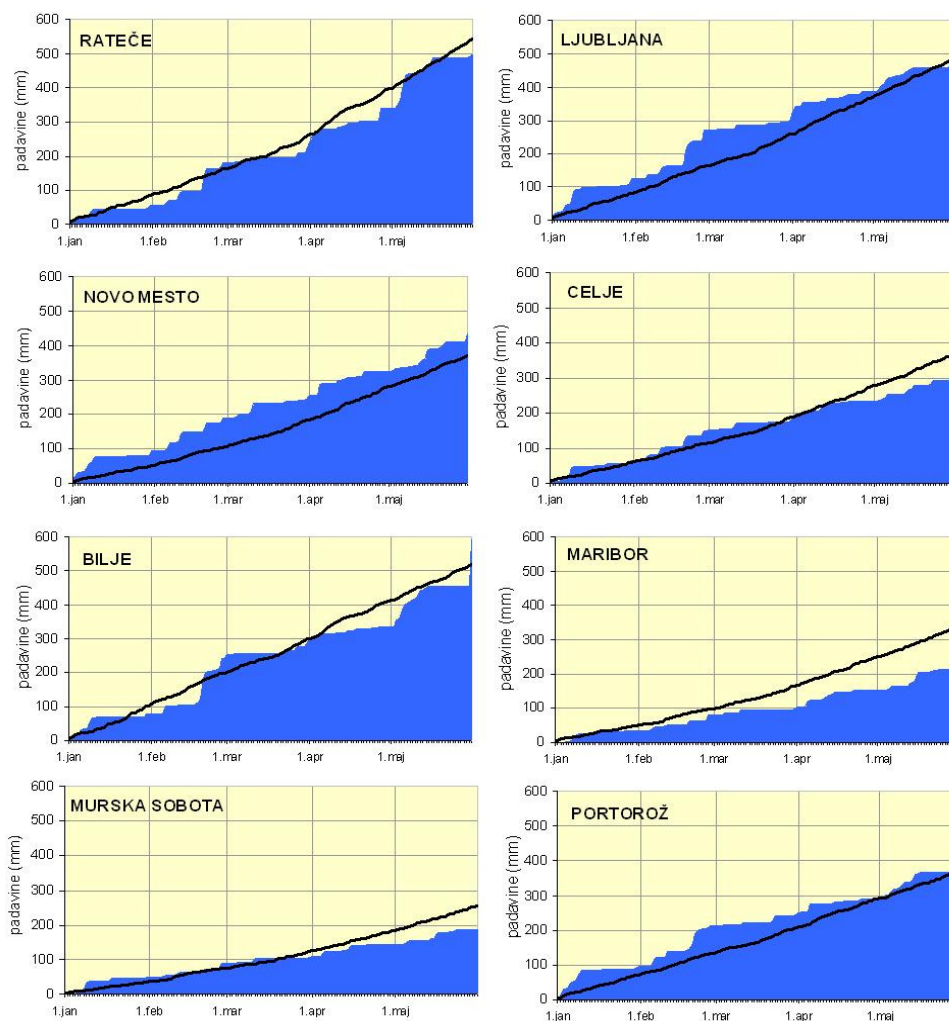 RATEČE
padavine (mm)
600
500
400
300
200
100
0
1.jan
1.feb
1.mar
1.apr
1.maj
LJUBLJANA
padavine (mm)
600
500
400
300
200
100
0
1.jan
1.feb
1.mar
1.apr
1.maj
NOVO MESTO
padavine (mm)
600
500
400
300
200
100
0
1.jan
1.feb
1.mar
1.apr
1.maj
CELJE
padavine (mm)
600
500
400
300
200
100
0
1.jan
1.feb
1.mar
1.apr
1.maj
BILJE
padavine (mm)
600
500
400
300
200
100
0
1.jan
1.feb
1.mar
1.apr
1.maj
MARIBOR
padavine (mm)
600
500
400
300
200
100
0
1.jan
1.feb
1.mar
1.apr
1.maj
MURSKA SOBOTA
padavine (mm)
600
500
400
300
200
100
0
1.jan
1.feb
1.mar
1.apr
1.maj
PORTOROŽ
padavine (mm)
600
500
400
300
200
100
0
1.jan
1.feb
1.mar
1.apr
1.maj